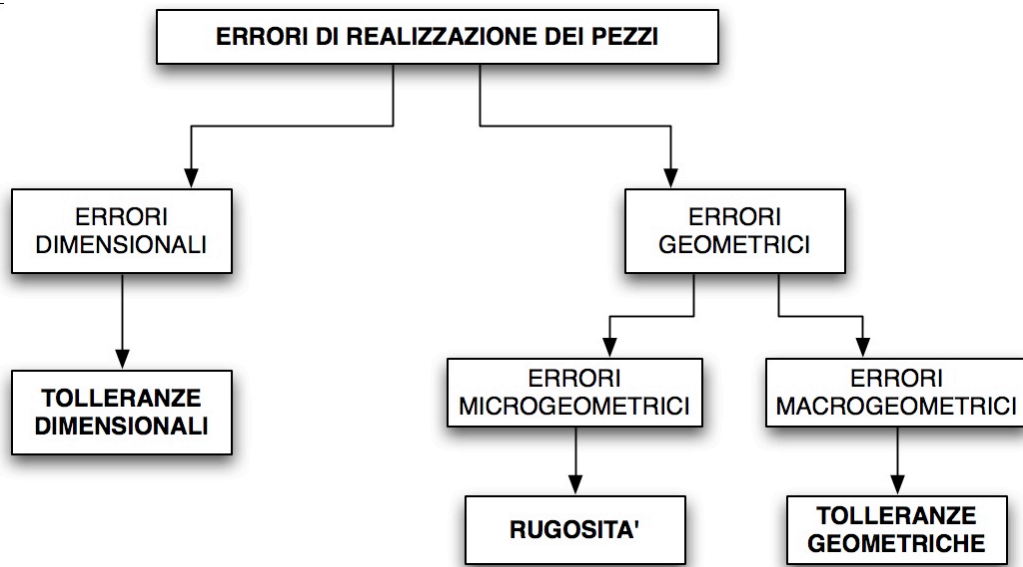 ERRORI DI REALIZZAZIONE DEI PEZZI
ERRORI
DIMENSIONALI
ERRORI
GEOMETRICI
TOLLERANZE
DIMENSIONALI
ERRORI
MICROGEOMETRICI
ERRORI
MACROGEOMETRICI
RUGOSITA'
TOLLERANZE
GEOMETRICHE